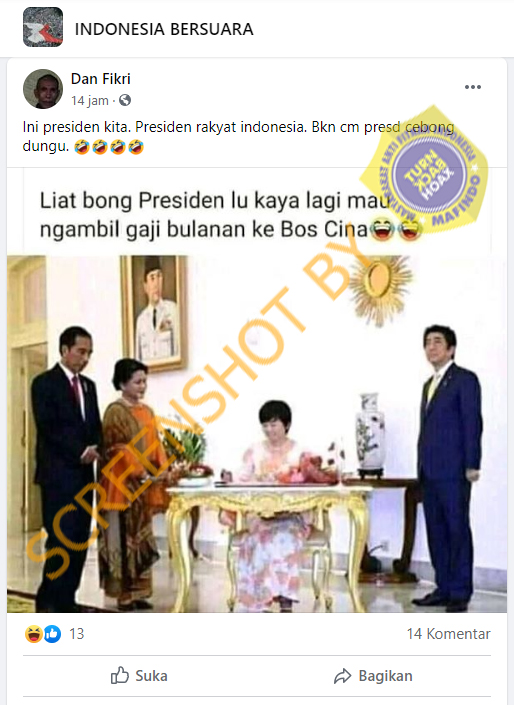 INDONESIA BERSUARA
Dan Fikri
14 jam ·
Ini presiden kita. Presiden rakyat indonesia. Bkn cm presd cebong
dungu. 🤣🤣🤣🤣
Liat bong Presiden lu kaya lagi mau
ngambil gaji bulanan ke Bos Cina😂😂
MASYARAKAT ANTI FITNAH INDONESIA
TURN
BACK
HOAX
MAFINDO
SCREENSHOT BY
13
14 Komentar
Suka
Bagikan